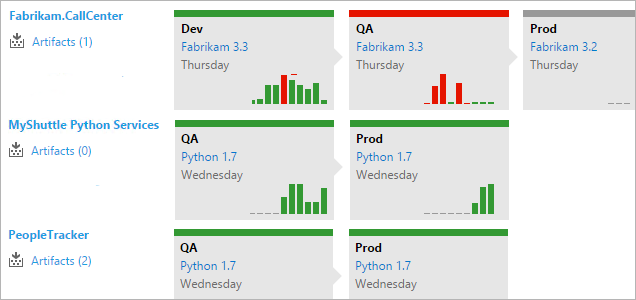 Fabrikam.CallCenter
Artifacts (1)
Dev
Fabrikam 3.3
Thursday
QA
Fabrikam 3.3
Thursday
Prod
Fabrikam 3.2
Thursday
MyShuttle Python Services
Artifacts (0)
QA
Python 1.7
Wednesday
Prod
Python 1.7
Wednesday
PeopleTracker
Artifacts (2)
QA
Python 1.7
Wednesday
Prod
Python 1.7
Wednesday